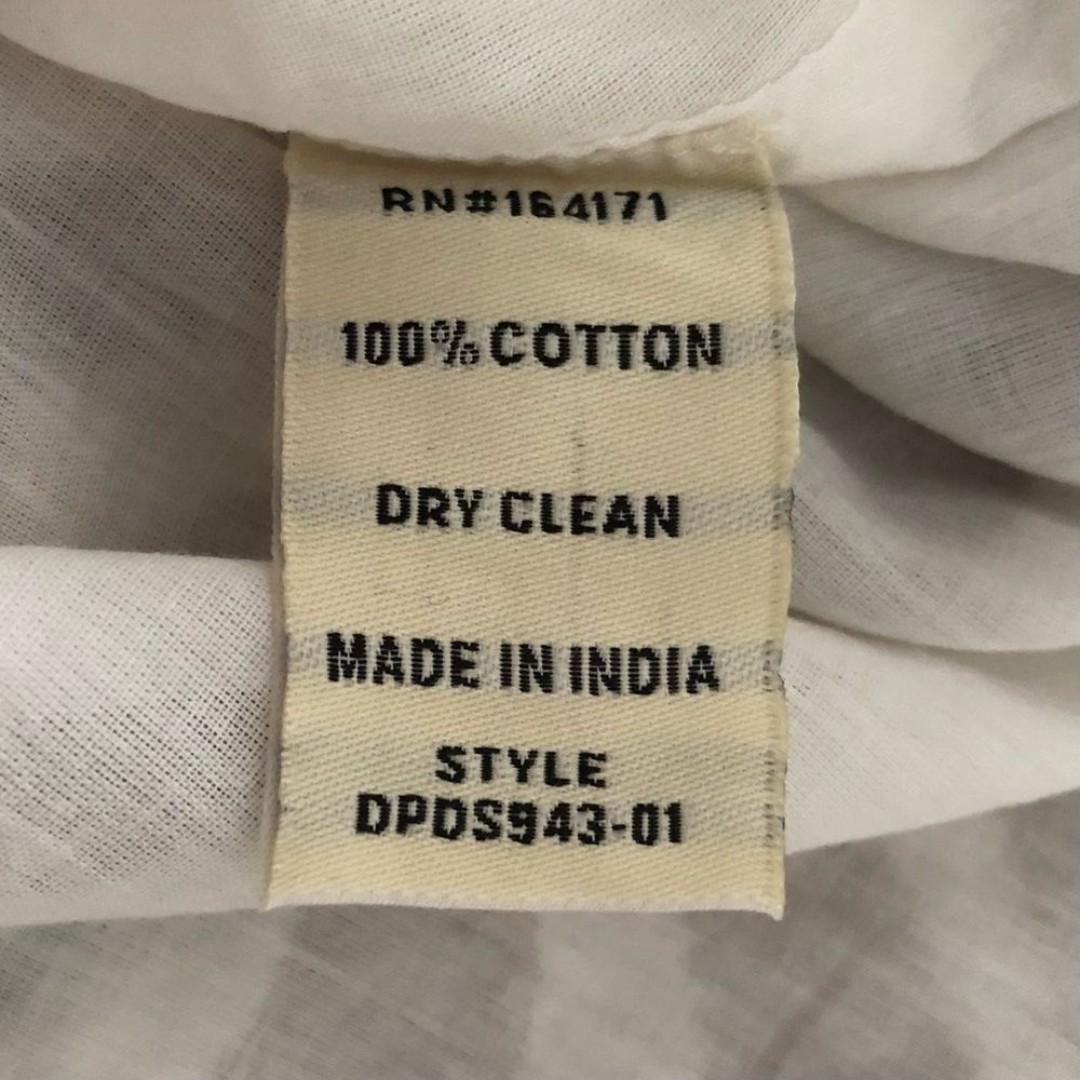 RN#164171
100% COTTON
DRY CLEAN
MADE IN INDIA
STYLE
DPDS943-01